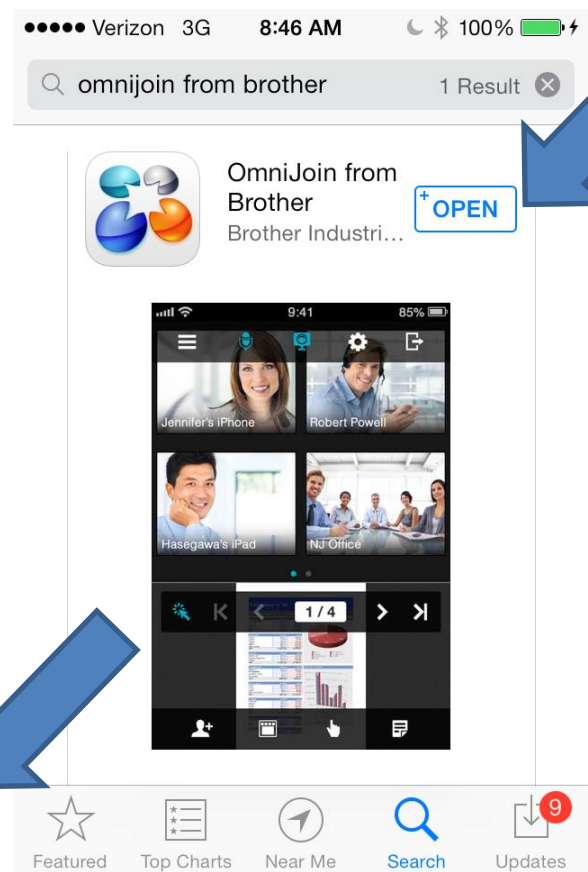 Verizon 3G 8:46 AM 100%
omnijoin from brother 1 Result
OmniJoin from
Brother
Brother Industri...
+OPEN
9:41 85%
Jennifer's iPhone Robert Powell
Hasegawa's iPad NJ Office
1 / 4
9
Featured Top Charts Near Me Search Updates